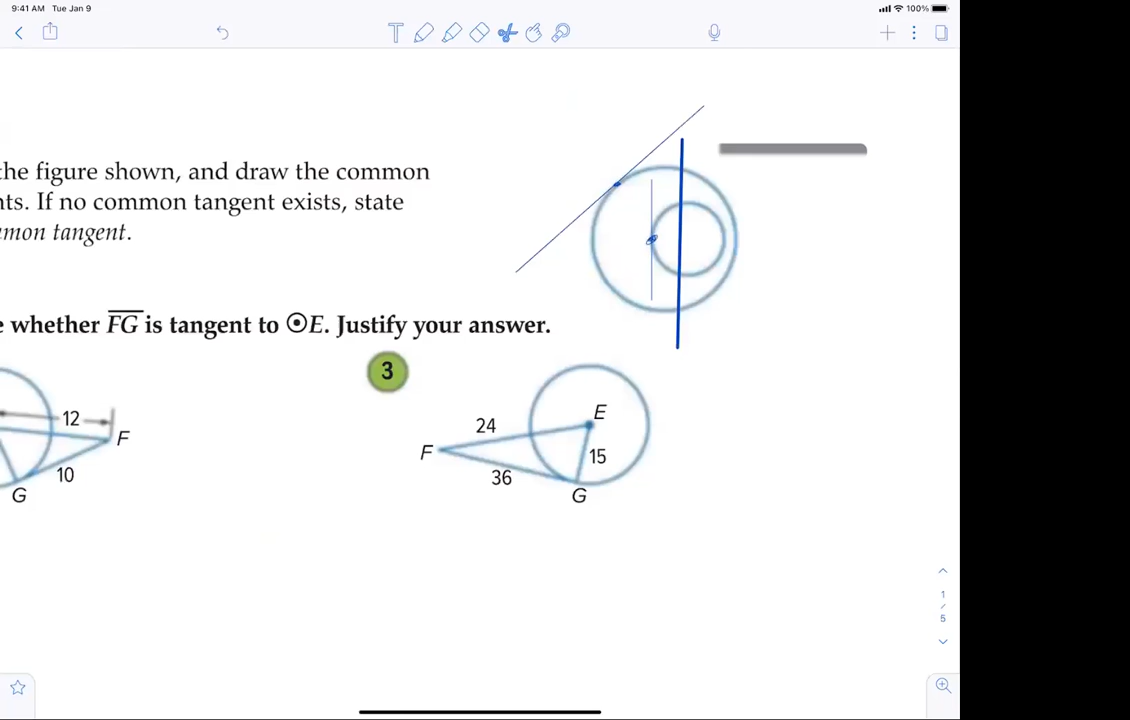 9:41 AM Tue Jan 9
100%
the figure shown, and draw the common
nts. If no common tangent exists, state
mon tangent.
e whether FG is tangent to ⊙E. Justify your answer.
3
12
F
10
G
E
24
F
15
36
G
1
/
5